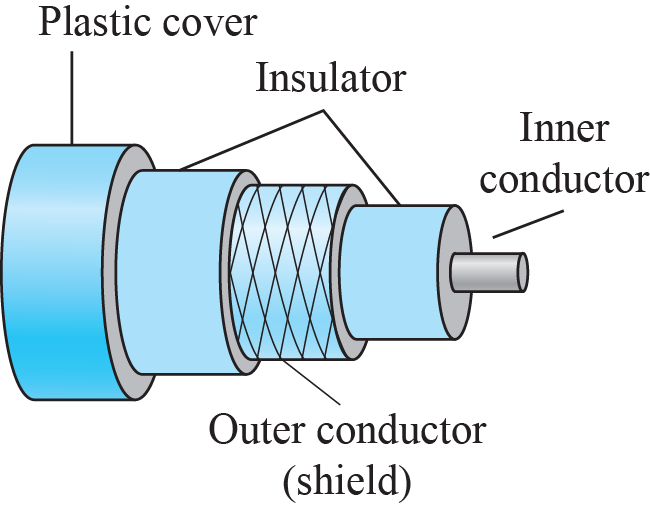 Plastic cover
Insulator
Inner
conductor
Outer conductor
(shield)